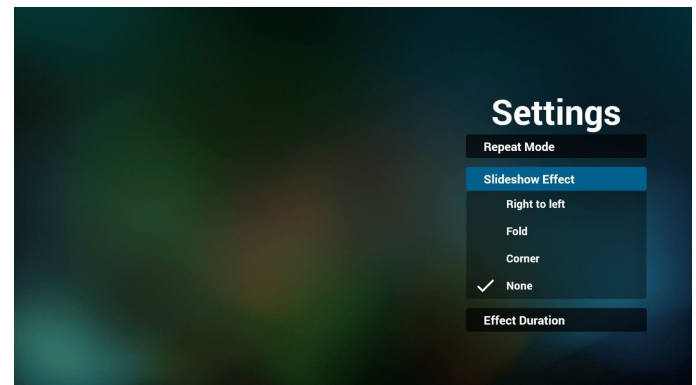 Settings
Repeat Mode
Slideshow Effect
Right to left
Fold
Corner
None
Effect Duration